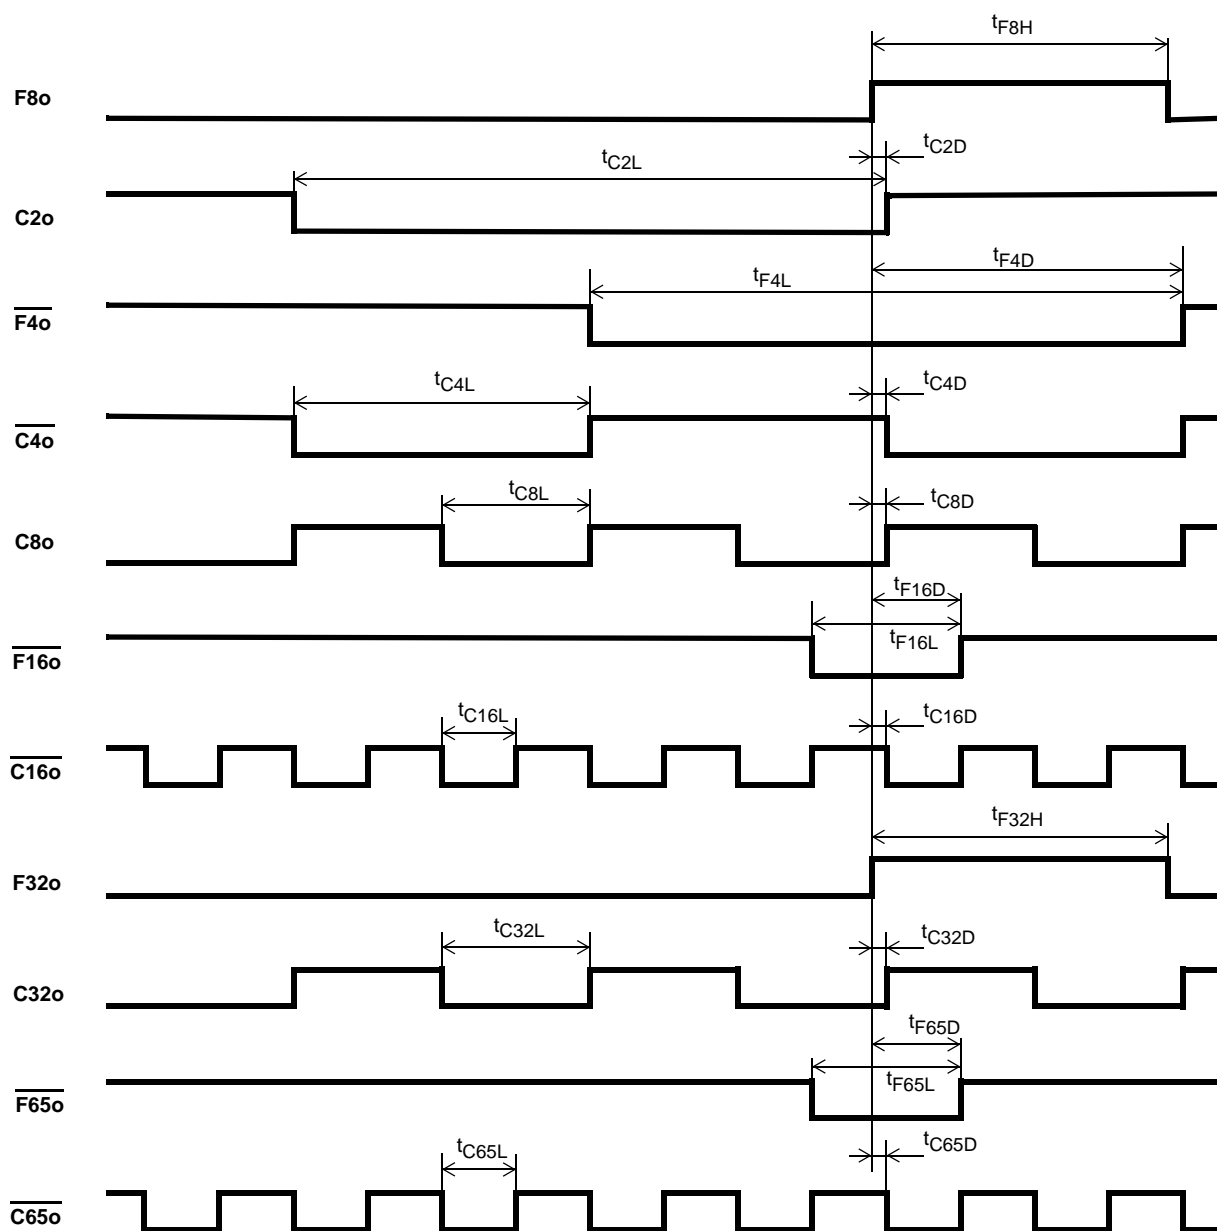 tF8H
F8o
tC2D
tC2L
C2o
tF4D
tF4L
F4o
tC4L
tC4D
C4o
tC8L
tC8D
C8o
tF16D
tF16L
F16o
tC16L
tC16D
C16o
tF32H
F32o
tC32L
tC32D
C32o
tF65D
tF65L
F65o
tC65L
tC65D
C65o